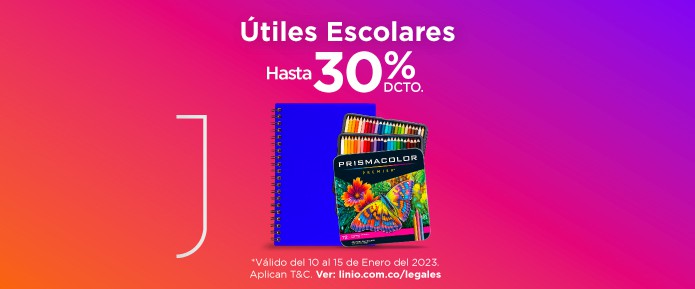 Útiles Escolares
Hasta 30% DCTO.
PRISMACOLOR
PREMIER
*Válido del 10 al 15 de Enero del 2023.
Aplican T&C. Ver: linio.com.co/legales